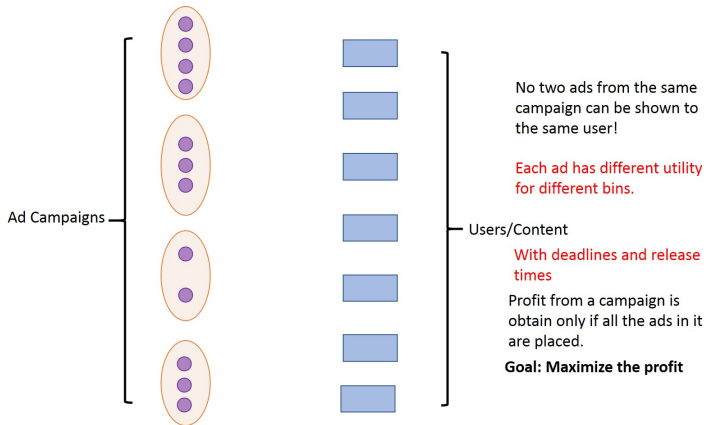 Ad Campaigns
Users/Content
No two ads from the same
campaign can be shown to
the same user!
Each ad has different utility
for different bins.
With deadlines and release
times
Profit from a campaign is
obtain only if all the ads in it
are placed.
Goal: Maximize the profit